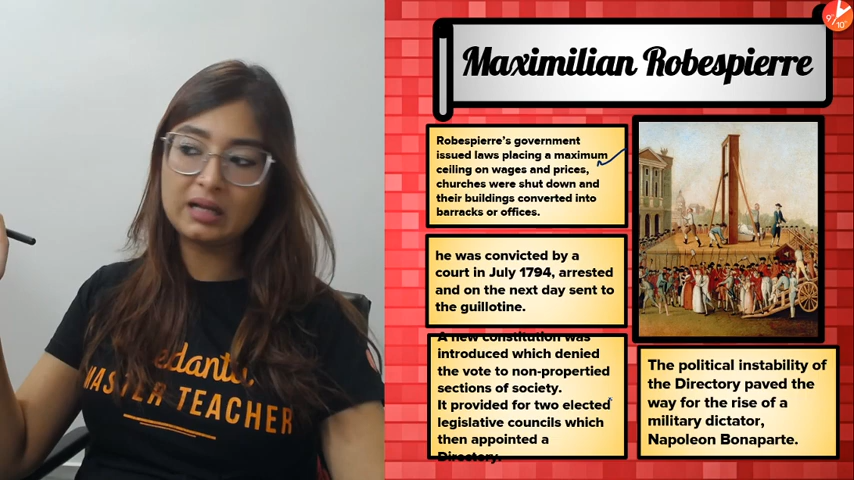 Maximilian Robespierre
Robespierre's government
issued laws placing a maximum
ceiling on wages and prices,
churches were shut down and
their buildings converted into
barracks or offices.
he was convicted by a
court in July 1794, arrested
and on the next day sent to
the guillotine.
A new constitution was
introduced which denied
the vote to non-propertied
sections of society.
It provided for two elected
legislative councils which
then appointed a
Directory.
The political instability of
the Directory paved the
way for the rise of a
military dictator,
Napoleon Bonaparte.
edantu
MASTER TEACHER
9TH
10TH